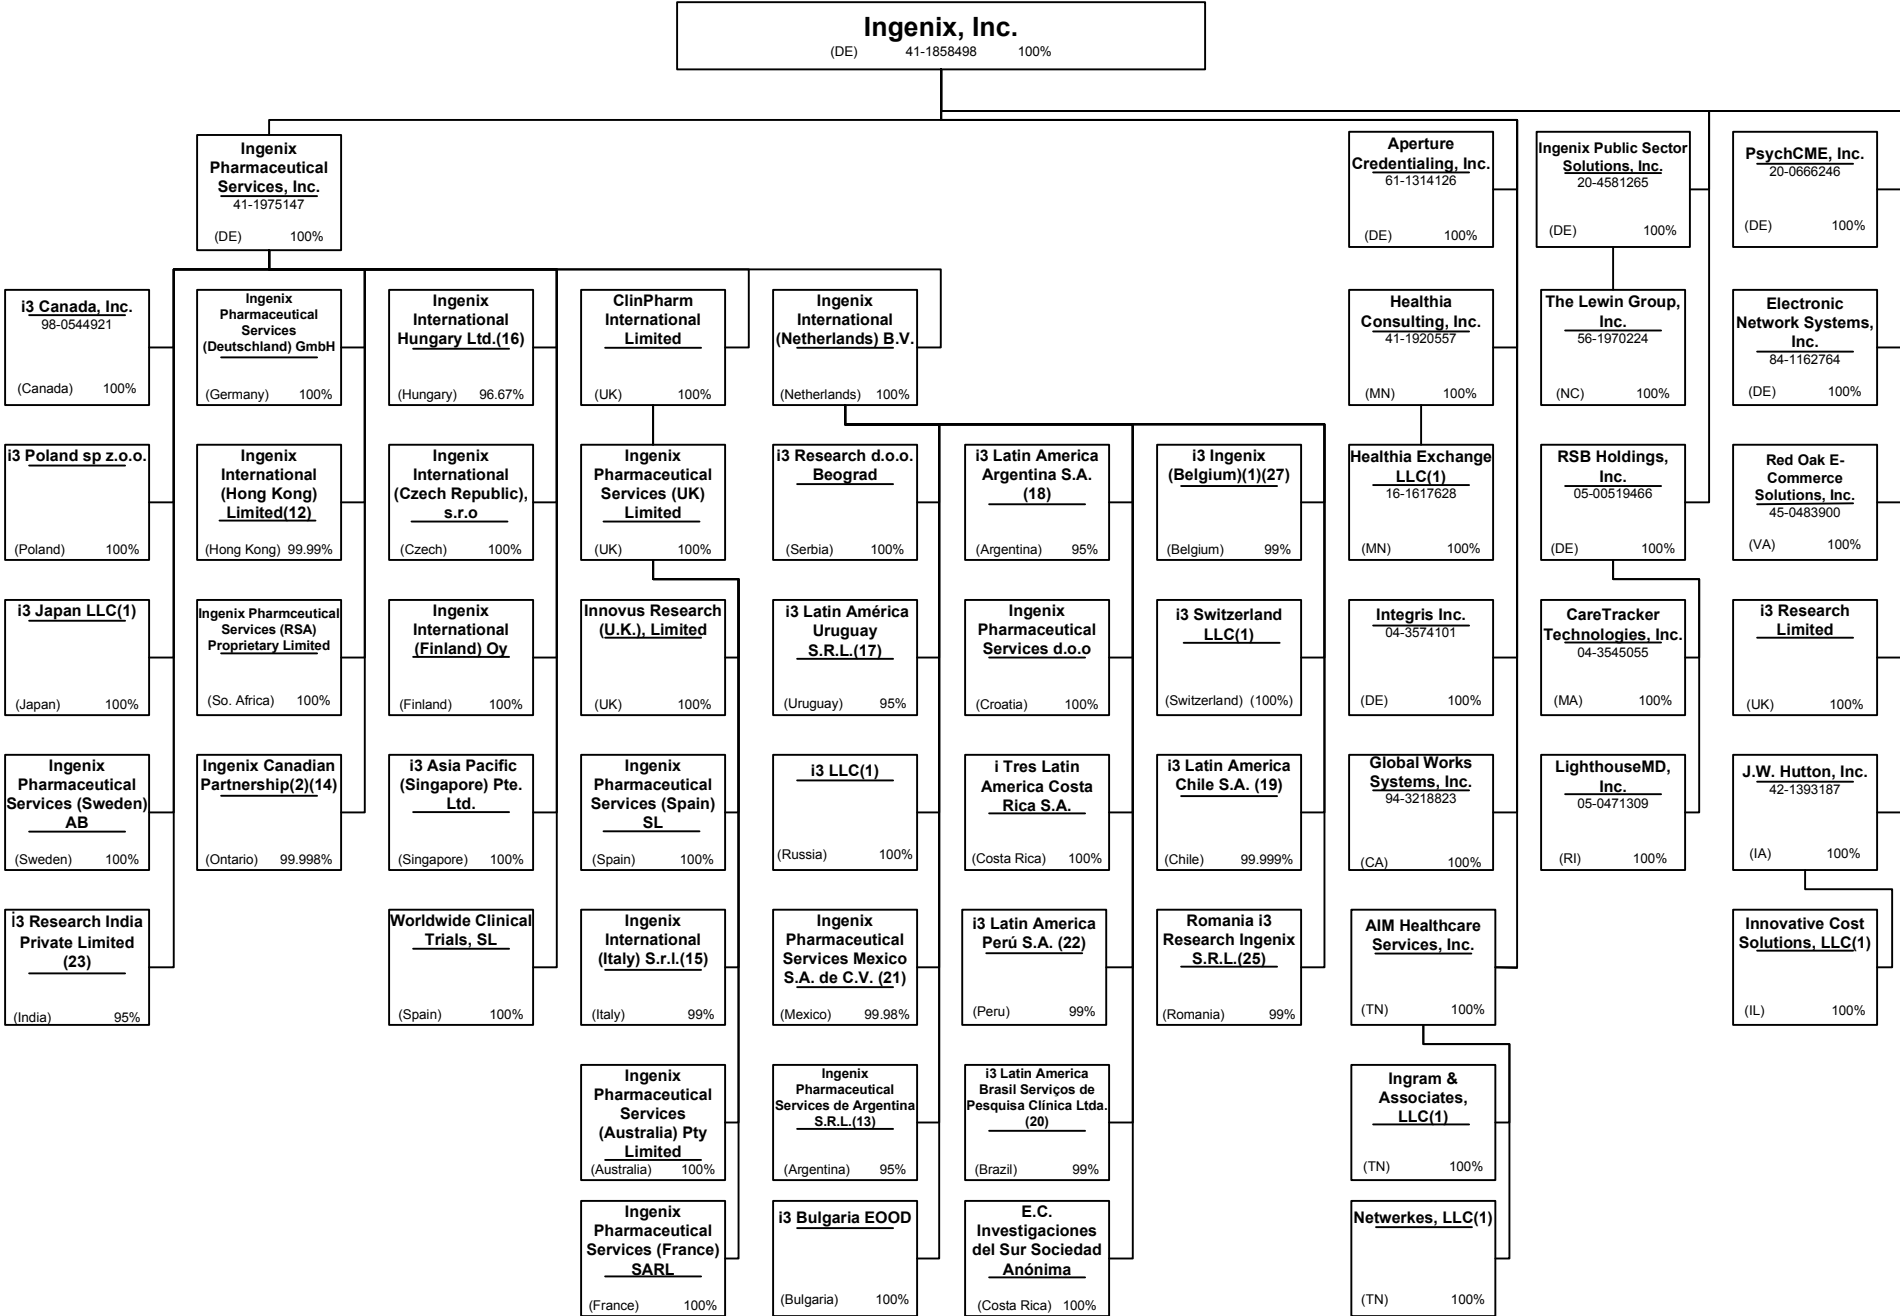 Ingenix, Inc.
(DE) 41-1858498 100%
Ingenix
Pharmaceutical
Services, Inc.
41-1975147
(DE) 100%
Aperture
Credentialing, Inc.
61-1314126
(DE) 100%
Ingenix Public Sector
Solutions, Inc.
20-4581265
(DE) 100%
PsychCME, Inc.
20-0666246
(DE) 100%
i3 Canada, Inc.
98-0544921
(Canada) 100%
Ingenix
Pharmaceutical
Services
(Deutschland) GmbH
(Germany) 100%
Ingenix
International
Hungary Ltd.(16)
(Hungary) 96.67%
ClinPharm
International
Limited
(UK) 100%
Ingenix
International
(Netherlands) B.V.
(Netherlands) 100%
Healthia
Consulting, Inc.
41-1920557
(MN) 100%
The Lewin Group,
Inc.
56-1970224
(NC) 100%
Electronic
Network Systems,
Inc.
84-1162764
(DE) 100%
i3 Poland sp z.o.o.
(Poland) 100%
Ingenix
International
(Hong Kong)
Limited(12)
(Hong Kong) 99.99%
Ingenix
International
(Czech Republic),
s.r.o
(Czech) 100%
Ingenix
Pharmaceutical
Services (UK)
Limited
(UK) 100%
i3 Research d.o.o.
Beograd
(Serbia) 100%
i3 Latin America
Argentina S.A.
(18)
(Argentina) 95%
i3 Ingenix
(Belgium)(1)(27)
(Belgium) 99%
Healthia Exchange
LLC(1)
16-1617628
(MN) 100%
RSB Holdings,
Inc.
05-00519466
(DE) 100%
Red Oak E-
Commerce
Solutions, Inc.
45-0483900
(VA) 100%
i3 Japan LLC(1)
(Japan) 100%
Ingenix Pharmceutical
Services (RSA)
Proprietary Limited
(So. Africa) 100%
Ingenix
International
(Finland) Oy
(Finland) 100%
Innovus Research
(U.K.), Limited
(UK) 100%
i3 Latin América
Uruguay
S.R.L.(17)
(Uruguay) 95%
Ingenix
Pharmaceutical
Services d.o.o
(Croatia) 100%
i3 Switzerland
LLC(1)
(Switzerland) (100%)
Integris Inc.
04-3574101
(DE) 100%
CareTracker
Technologies, Inc.
04-3545055
(MA) 100%
i3 Research
Limited
(UK) 100%
Ingenix
Pharmaceutical
Services (Sweden)
AB
(Sweden) 100%
Ingenix Canadian
Partnership(2)(14)
(Ontario) 99.998%
i3 Asia Pacific
(Singapore) Pte.
Ltd.
(Singapore) 100%
Ingenix
Pharmaceutical
Services (Spain)
SL
(Spain) 100%
i3 LLC(1)
(Russia) 100%
i Tres Latin
America Costa
Rica S.A.
(Costa Rica) 100%
i3 Latin America
Chile S.A. (19)
(Chile) 99.999%
Global Works
Systems, Inc.
94-3218823
(CA) 100%
LighthouseMD,
Inc.
05-0471309
(RI) 100%
J.W. Hutton, Inc.
42-1393187
(IA) 100%
i3 Research India
Private Limited
(23)
(India) 95%
Worldwide Clinical
Trials, SL
(Spain) 100%
Ingenix
International
(Italy) S.r.l.(15)
(Italy) 99%
Ingenix
Pharmaceutical
Services Mexico
S.A. de C.V. (21)
(Mexico) 99.98%
i3 Latin America
Perú S.A. (22)
(Peru) 99%
Romania i3
Research Ingenix
S.R.L.(25)
(Romania) 99%
AIM Healthcare
Services, Inc.
(TN) 100%
Innovative Cost
Solutions, LLC(1)
(IL) 100%
Ingenix
Pharmaceutical
Services
(Australia) Pty
Limited
(Australia) 100%
Ingenix
Pharmaceutical
Services de Argentina
S.R.L.(13)
(Argentina) 95%
i3 Latin America
Brasil Serviços de
Pesquisa Clínica Ltda.
(20)
(Brazil) 99%
Ingram &
Associates,
LLC(1)
(TN) 100%
Ingenix
Pharmaceutical
Services (France)
SARL
(France) 100%
i3 Bulgaria EOOD
(Bulgaria) 100%
E.C.
Investigaciones
del Sur Sociedad
Anónima
(Costa Rica) 100%
Netwerkes, LLC(1)
(TN) 100%